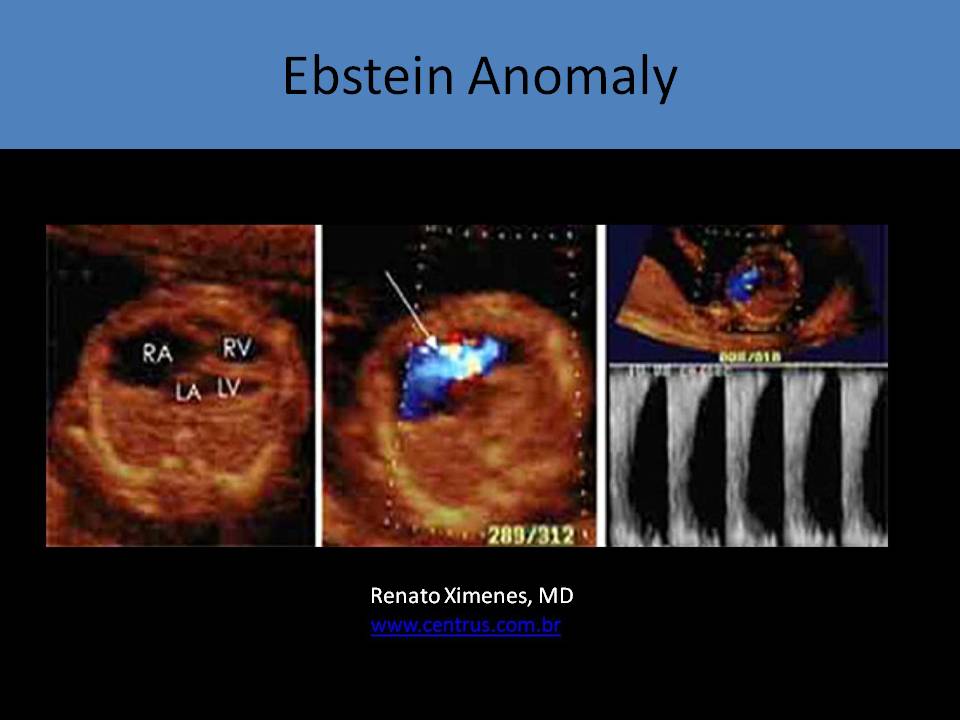 Ebstein Anomaly
RA RV
LA LV
289/312
Renato Ximenes, MD
www.centrus.com.br